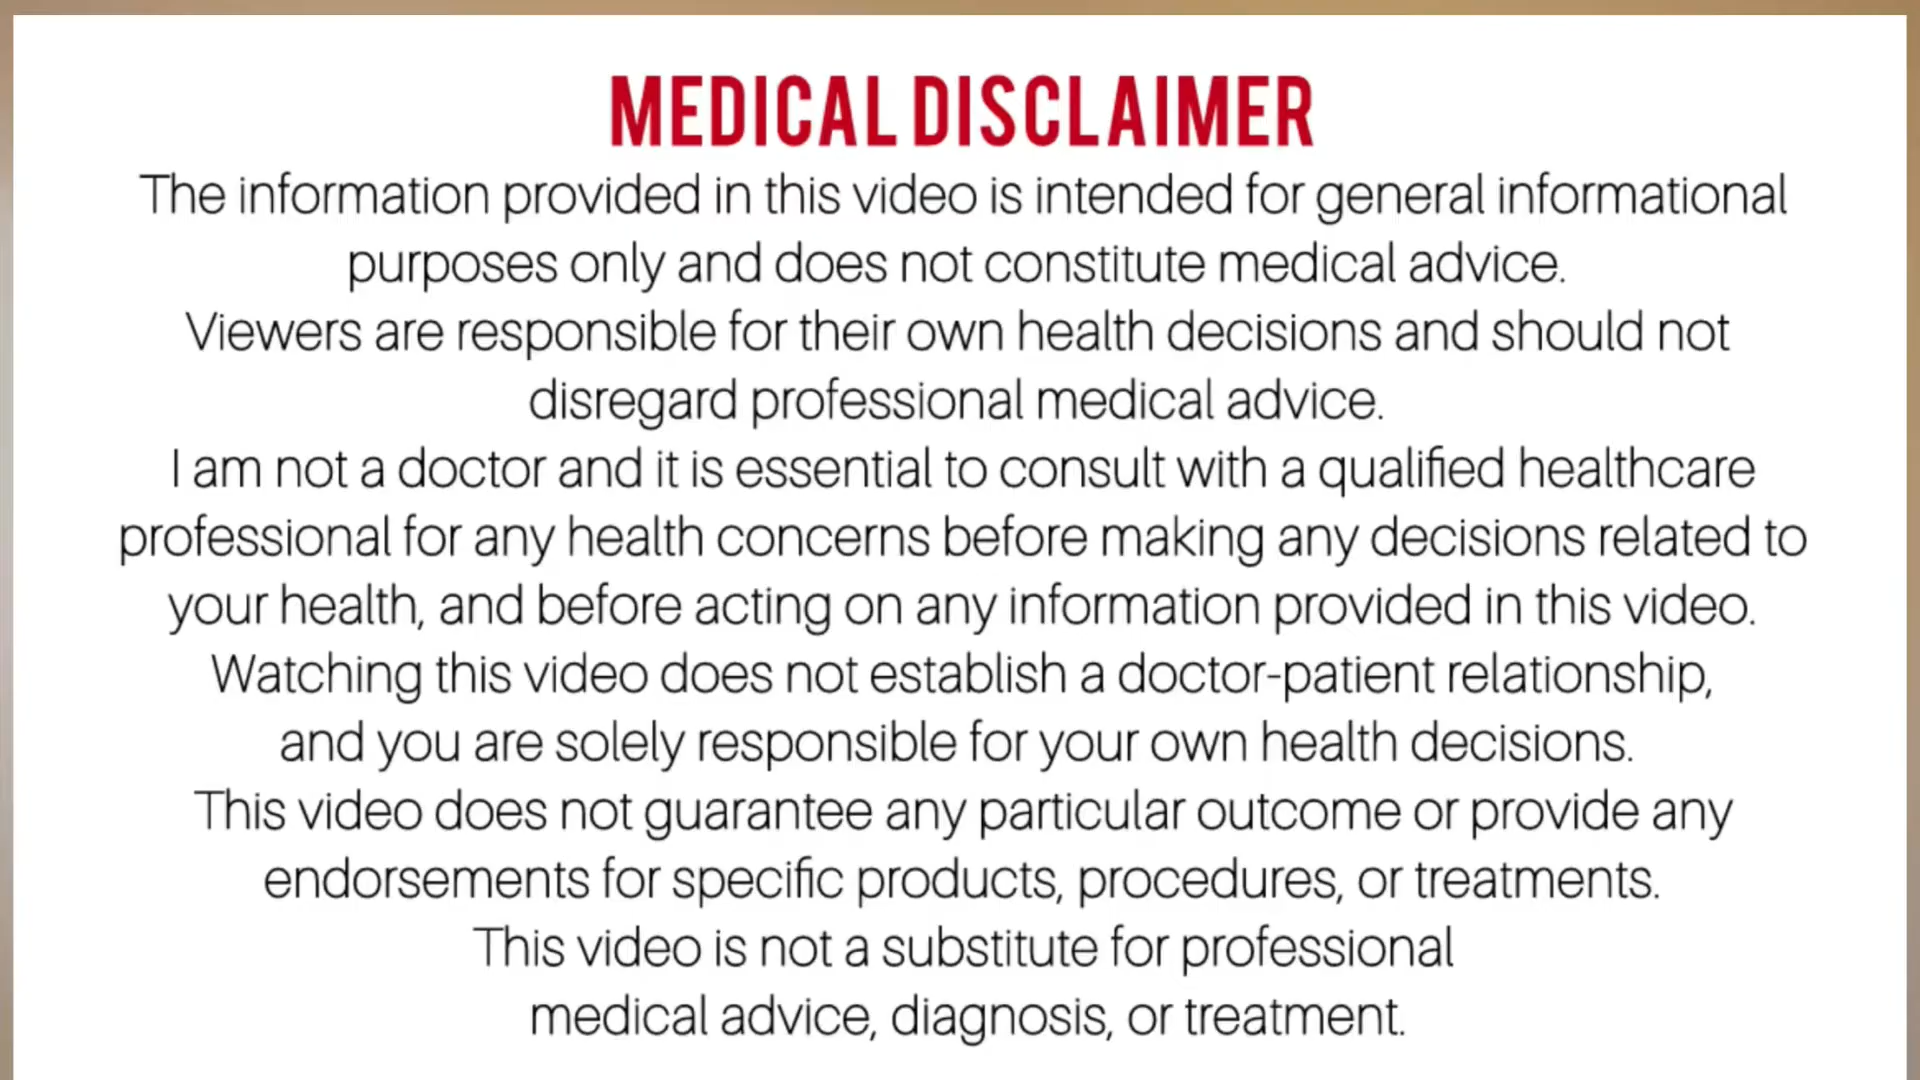 MEDICAL DISCLAIMER
The information provided in this video is intended for general informational
purposes only and does not constitute medical advice.
Viewers are responsible for their own health decisions and should not
disregard professional medical advice.
I am not a doctor and it is essential to consult with a qualified healthcare
professional for any health concerns before making any decisions related to
your health, and before acting on any information provided in this video.
Watching this video does not establish a doctor-patient relationship,
and you are solely responsible for your own health decisions.
This video does not guarantee any particular outcome or provide any
endorsements for specific products, procedures, or treatments.
This video is not a substitute for professional
medical advice, diagnosis, or treatment.